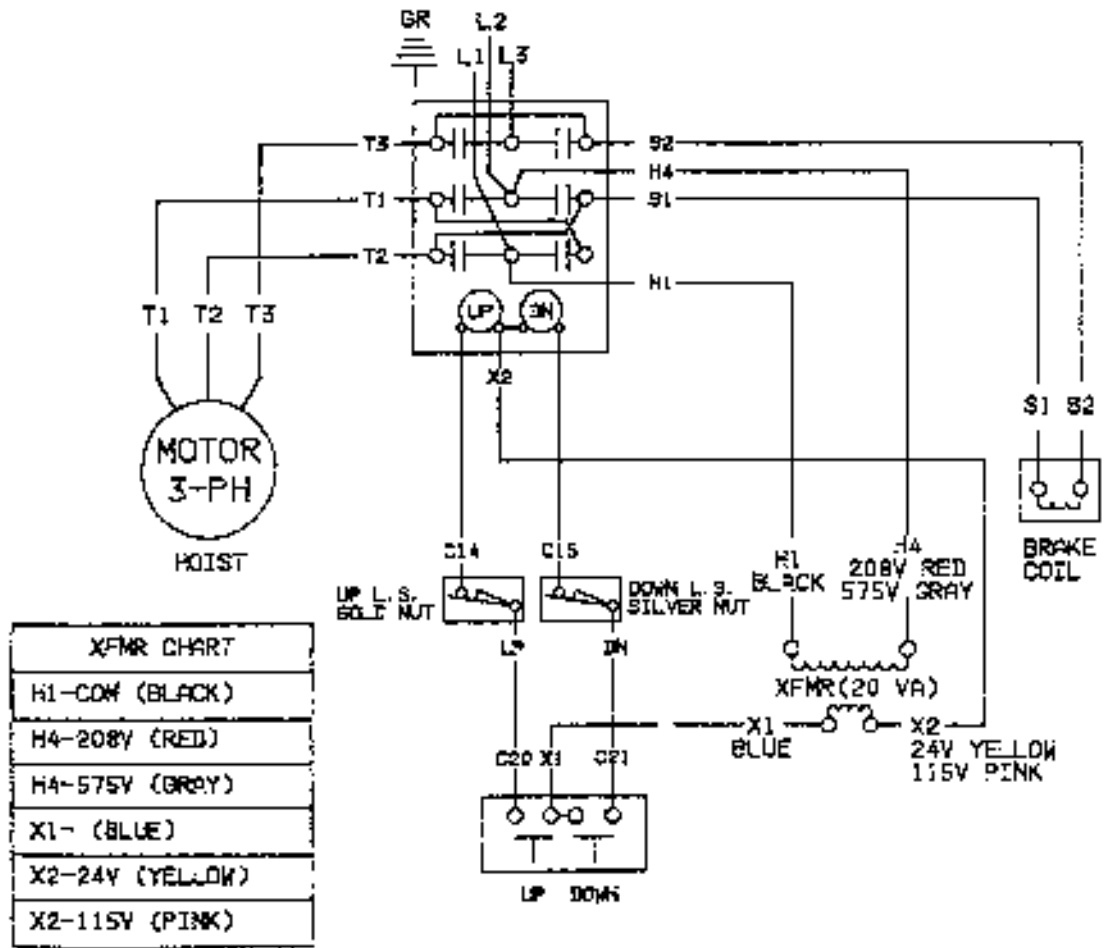 GR
L2
L1
L3
T3
S2
H4
T1
S1
T2
H1
UP
DN
T1 T2 T3
X2
S1 S2
MOTOR
3-PH
HOIST
C14
C15
H1
BLACK
H4
208V RED
575V GRAY
BRAKE
COIL
UP L.S.
GOLD NUT
DOWN L.S.
SILVER NUT
UP
DN
XFMR(20 VA)
X1
BLUE
X2
24V YELLOW
115V PINK
C20 X1 C21
UP DOWN
XFMR CHART
H1-COM (BLACK)
H4-208V (RED)
H4-575V (GRAY)
X1- (BLUE)
X2-24V (YELLOW)
X2-115V (PINK)